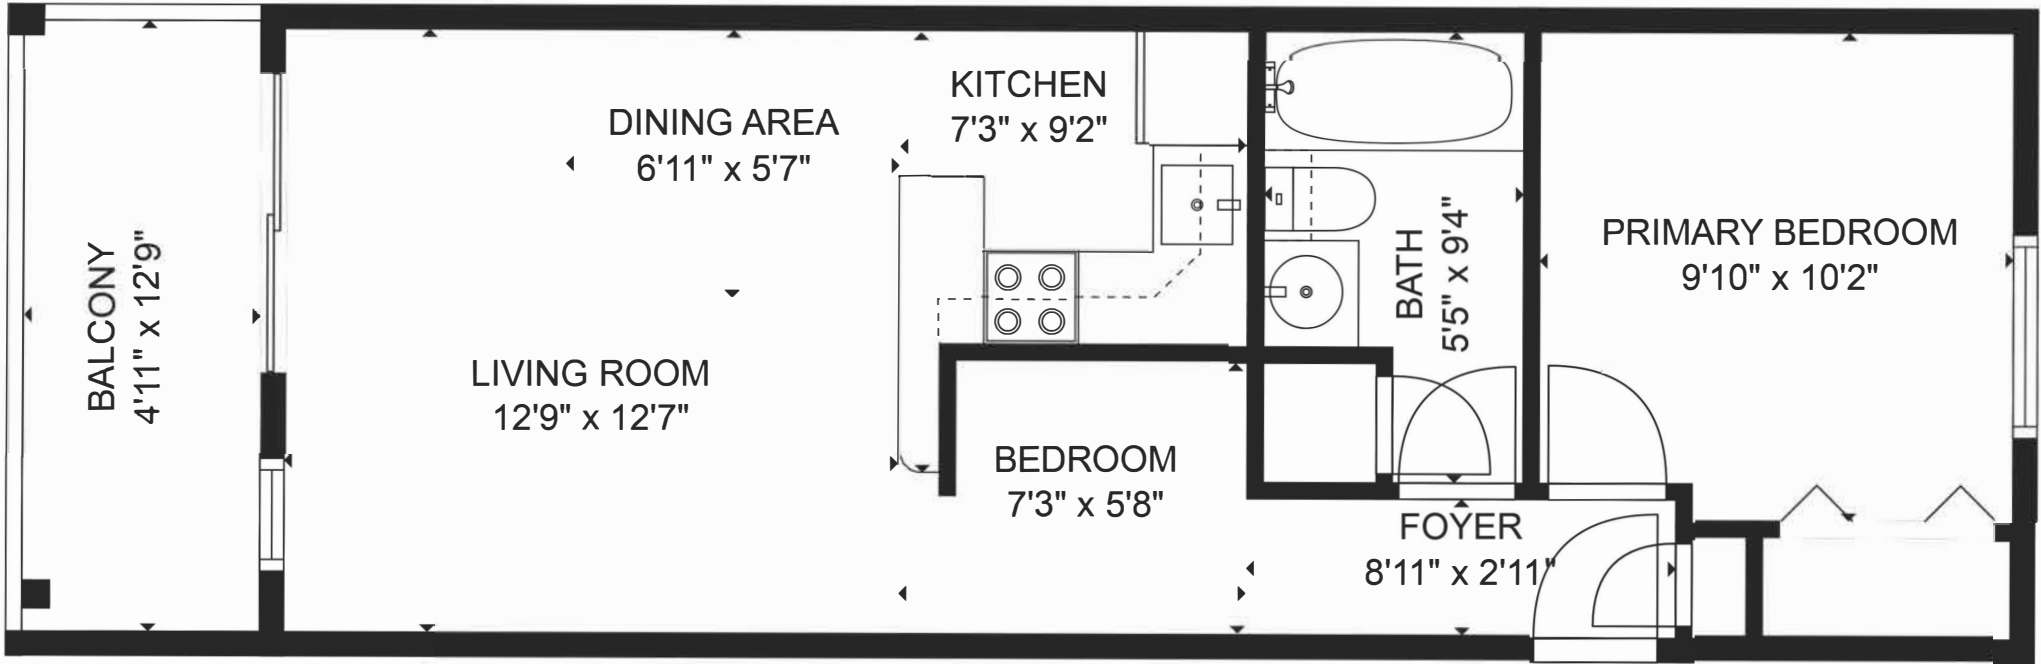 BALCONY
4'11" x 12'9"
LIVING ROOM
12'9" x 12'7"
DINING AREA
6'11" x 5'7"
KITCHEN
7'3" x 9'2"
BEDROOM
7'3" x 5'8"
BATH
5'5" x 9'4"
FOYER
8'11" x 2'11"
PRIMARY BEDROOM
9'10" x 10'2"